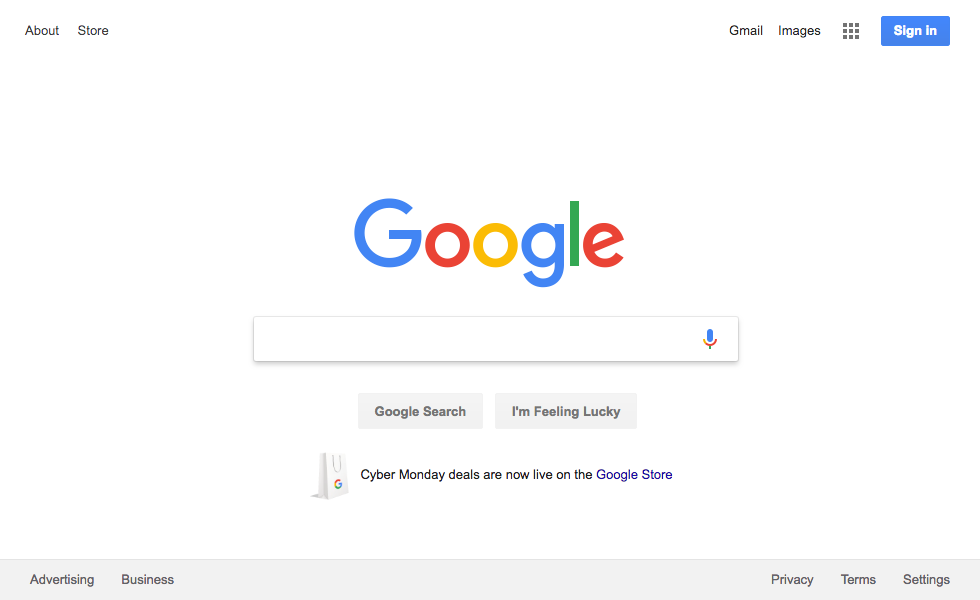 About Store Gmail Images Sign in
Google
Google Search I'm Feeling Lucky
G
Cyber Monday deals are now live on the Google Store
Advertising Business Privacy Terms Settings